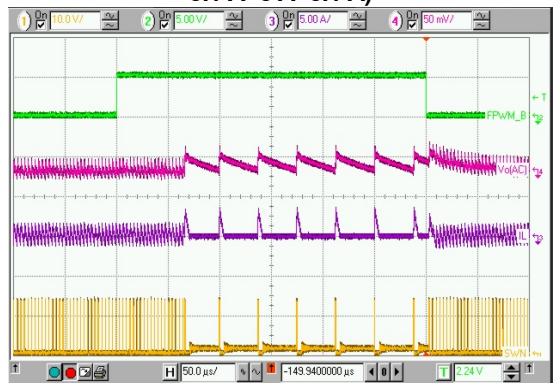 1 On 10.0 V/ 2 On 5.00 V/ 3 On 5.00 A/ 4 On 50 mV/
T
FPWM_B
Vo(AC)
IL
SWN
H 50.0 µs/ -149.9400000 µs 0 T 2.24 V